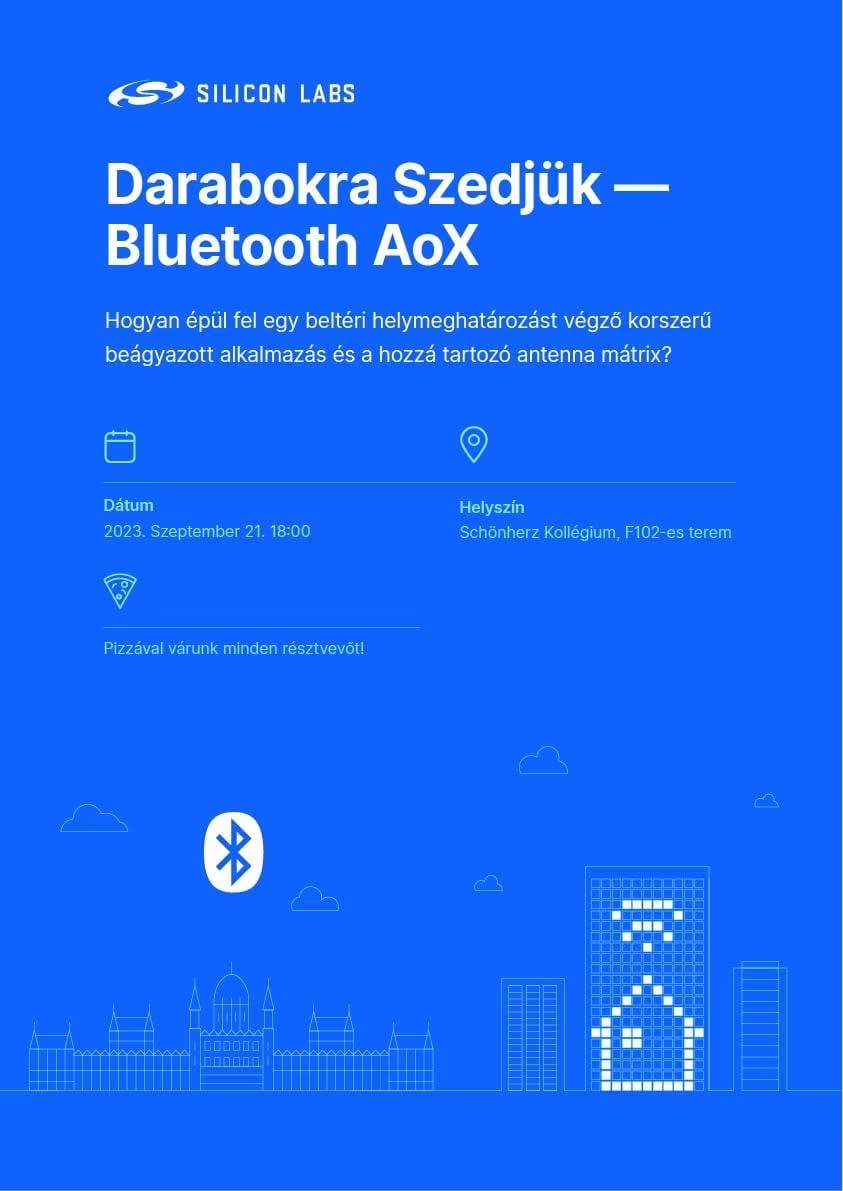 SILICON LABS
Darabokra Szedjük —
Bluetooth AoX
Hogyan épül fel egy beltéri helymeghatározást végző korszerű
beágyazott alkalmazás és a hozzá tartozó antenna mátrix?
Dátum
2023. Szeptember 21. 18:00
Helyszín
Schönherz Kollégium, F102-es terem
Pizzával várunk minden résztvevőt!